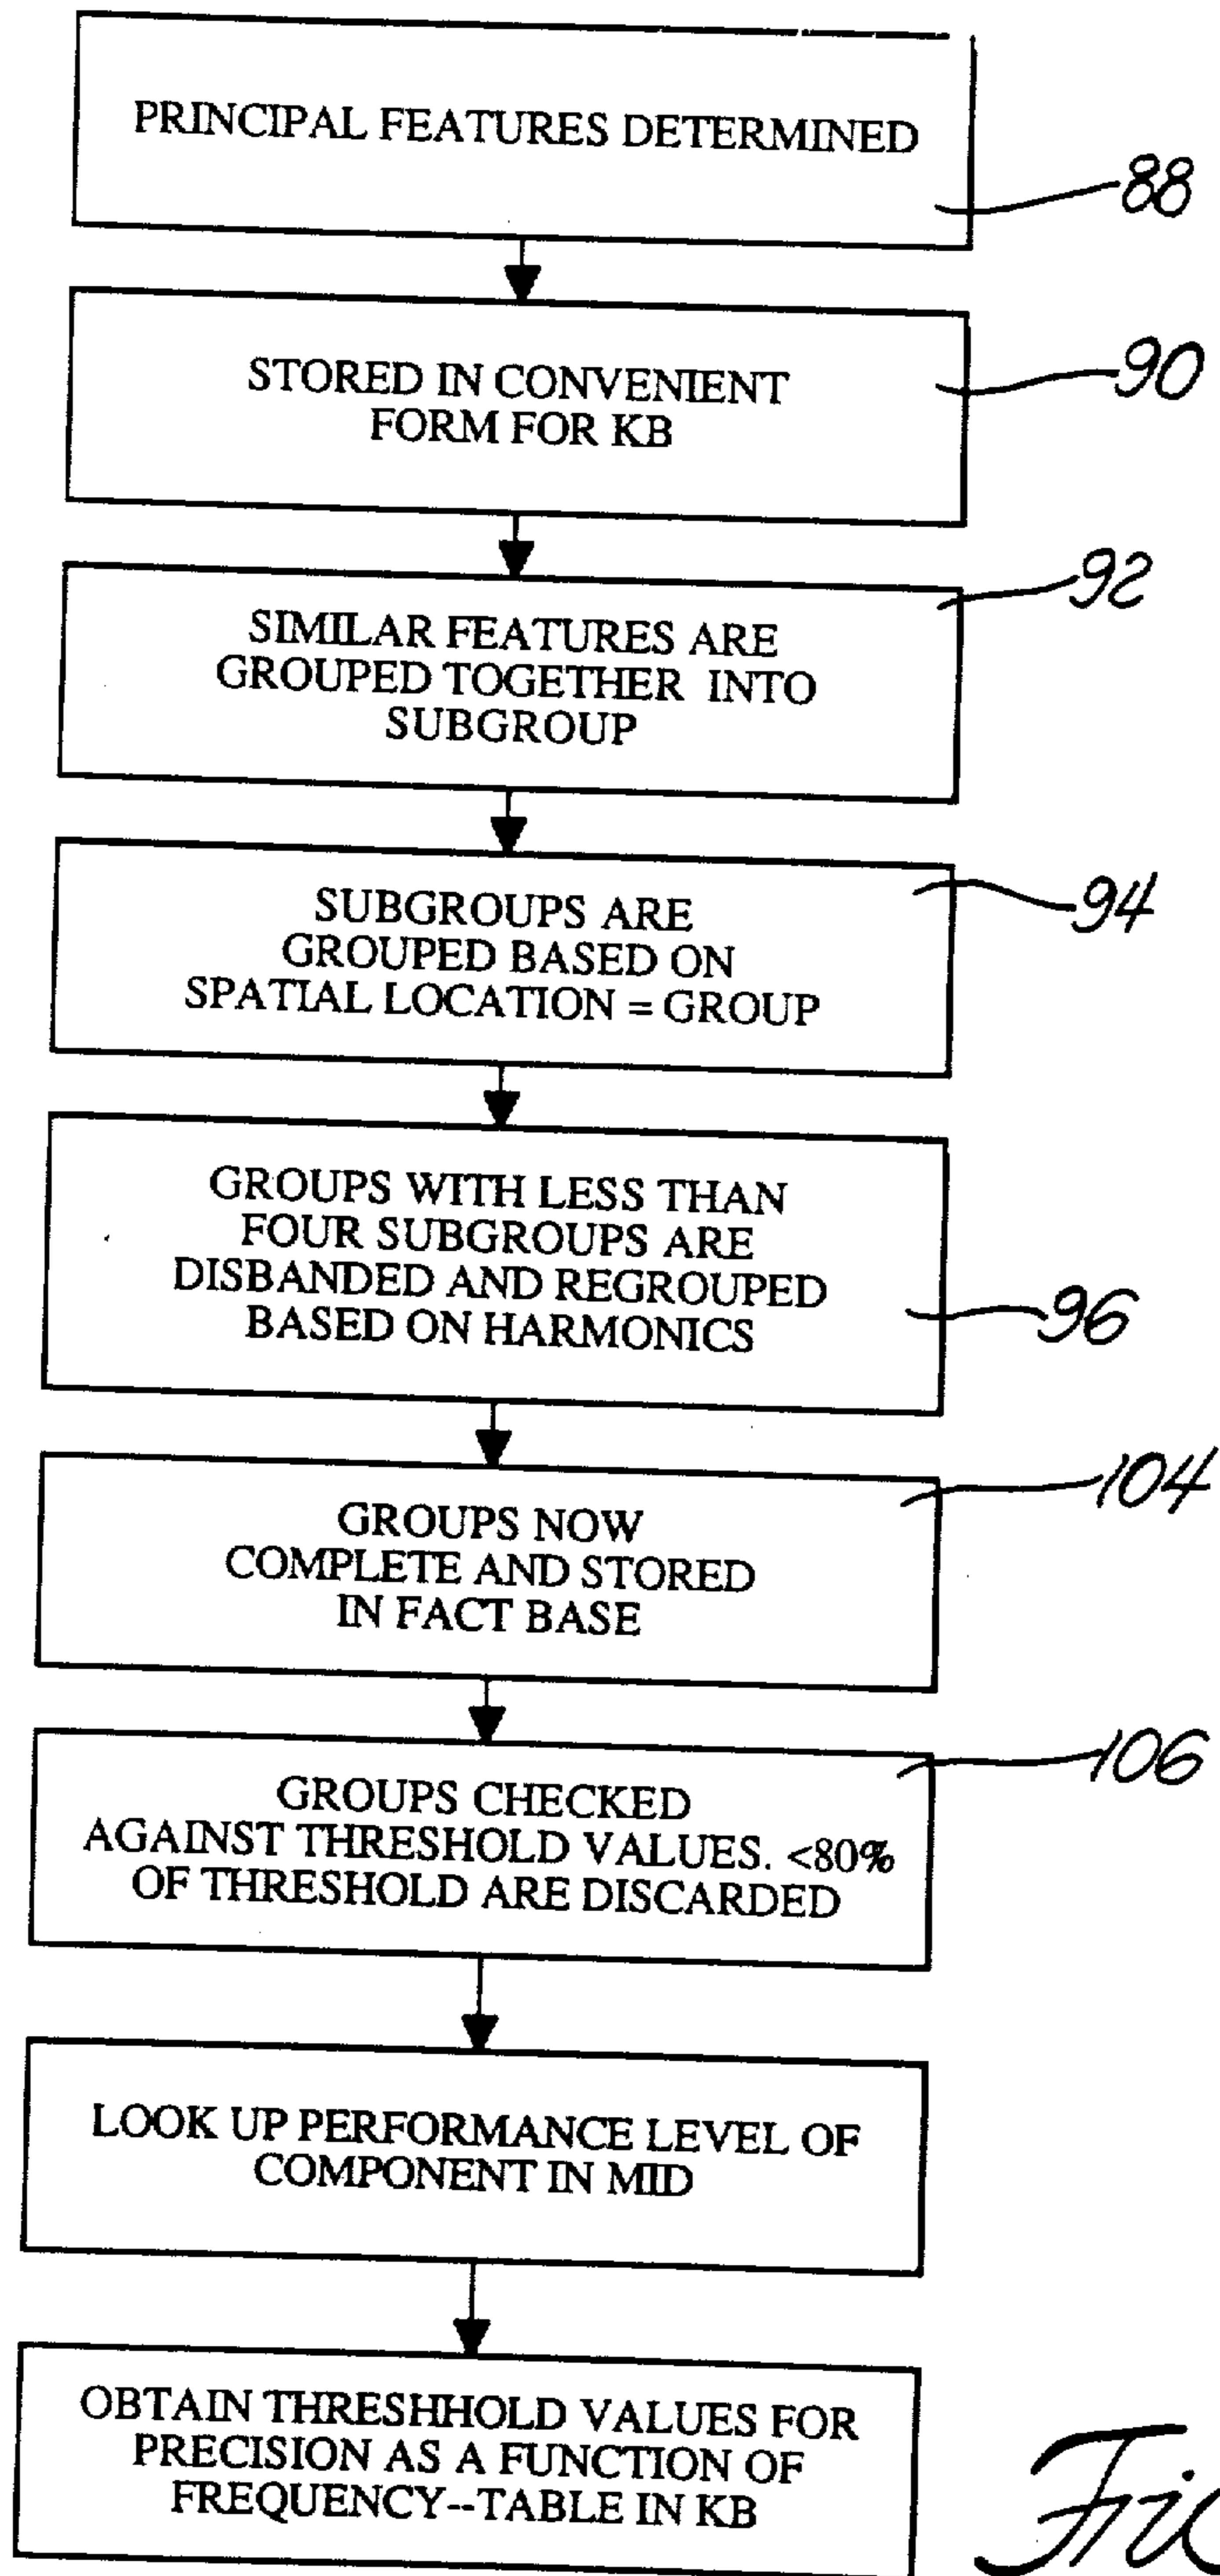 PRINCIPAL FEATURES DETERMINED
88
STORED IN CONVENIENT
FORM FOR KB
90
SIMILAR FEATURES ARE
GROUPED TOGETHER INTO
SUBGROUP
92
SUBGROUPS ARE
GROUPED BASED ON
SPATIAL LOCATION = GROUP
94
GROUPS WITH LESS THAN
FOUR SUBGROUPS ARE
DISBANDED AND REGROUPED
BASED ON HARMONICS
96
GROUPS NOW
COMPLETE AND STORED
IN FACT BASE
104
GROUPS CHECKED
AGAINST THRESHOLD VALUES. <80%
OF THRESHOLD ARE DISCARDED
106
LOOK UP PERFORMANCE LEVEL OF
COMPONENT IN MID
OBTAIN THRESHHOLD VALUES FOR
PRECISION AS A FUNCTION OF
FREQUENCY--TABLE IN KB